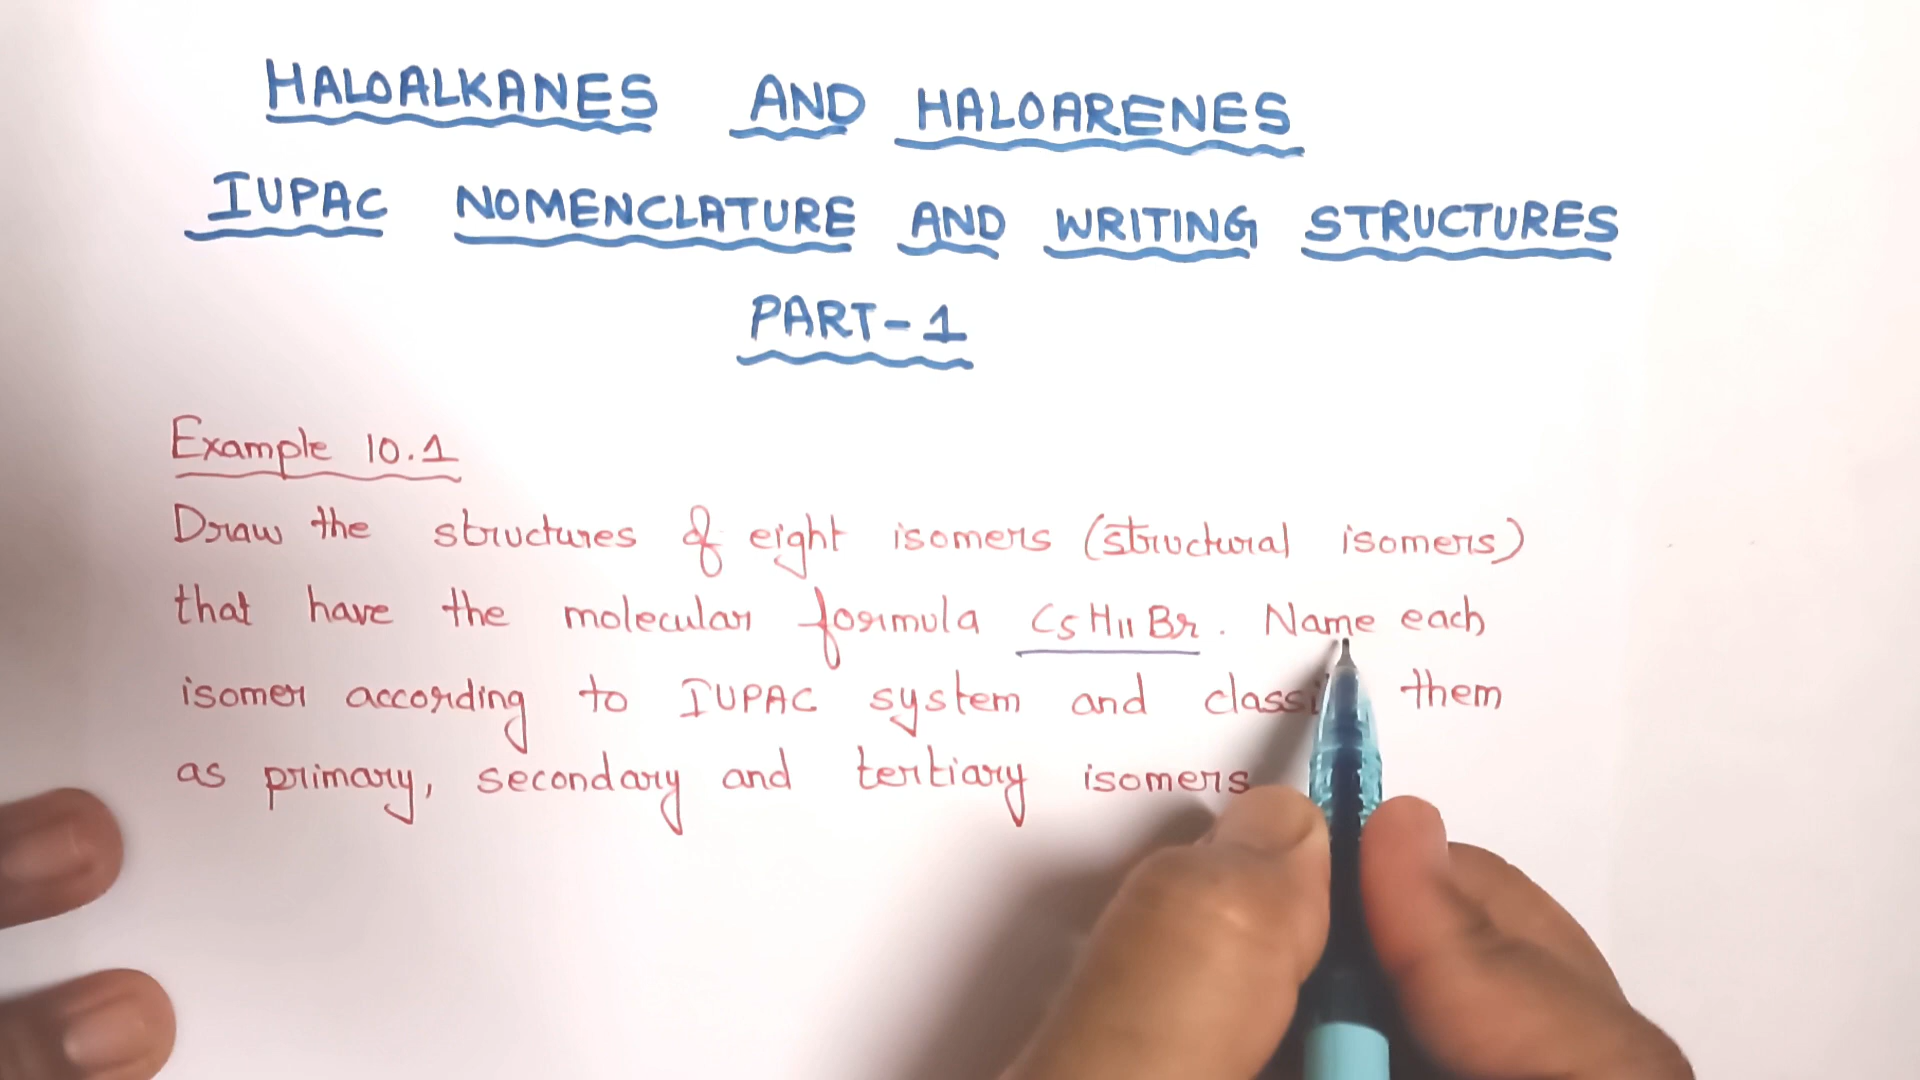 HALOALKANES AND HALOARENES
IUPAC NOMENCLATURE AND WRITING STRUCTURES
PART-1
Example 10.1
Draw the structures of eight isomers (structural isomers)
that have the molecular formula C5H11Br. Name each
isomer according to IUPAC system and them
as primary, secondary and tertiary isomers